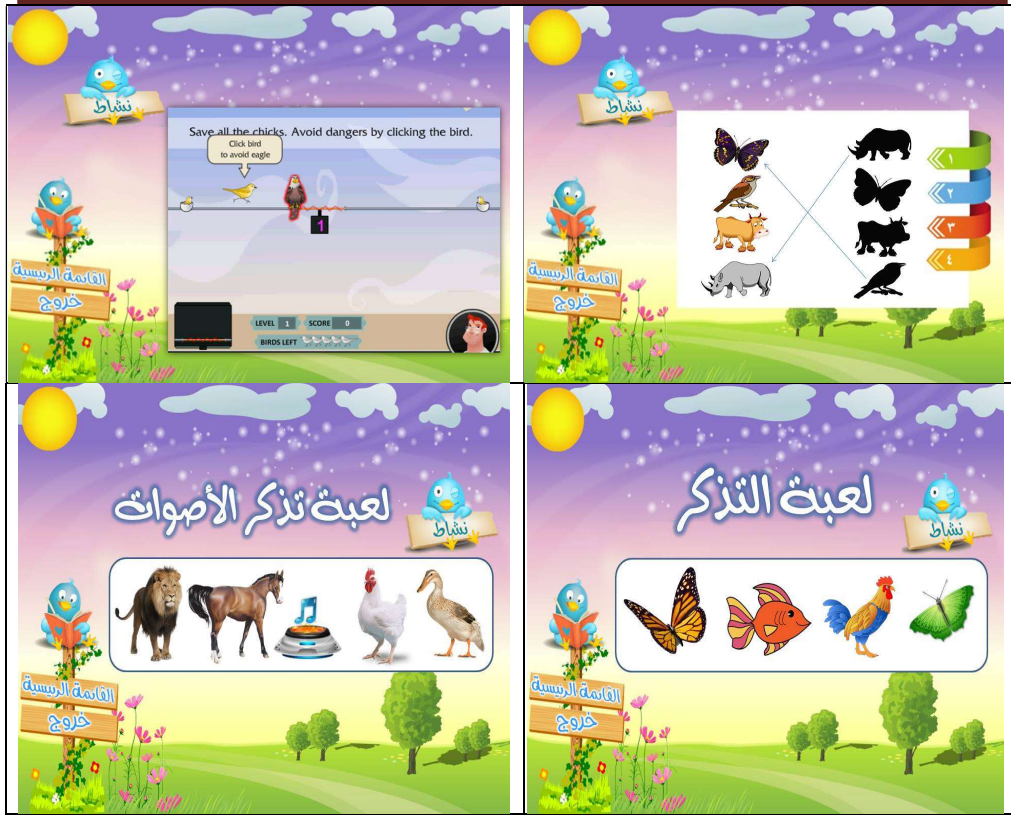 نشاط
Save all the chicks. Avoid dangers by clicking the bird.
Click bird
to avoid eagle
1
القائمة الرئيسية
خروج
LEVEL 1 SCORE 0
BIRDS LEFT
نشاط
١
٢
٣
٤
القائمة الرئيسية
خروج
لعبة تذكر الأصوات
نشاط
القائمة الرئيسية
خروج
لعبة التذكر
نشاط
القائمة الرئيسية
خروج